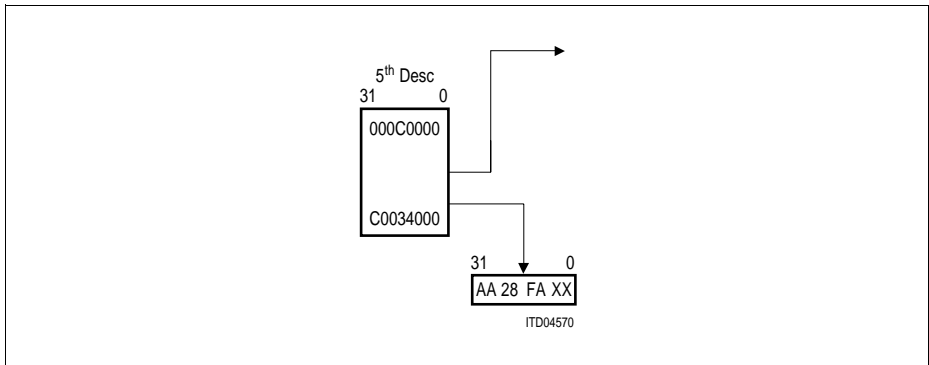 5th Desc
31 0
000C0000
C0034000
31 0
AA 28 FA XX
ITD04570